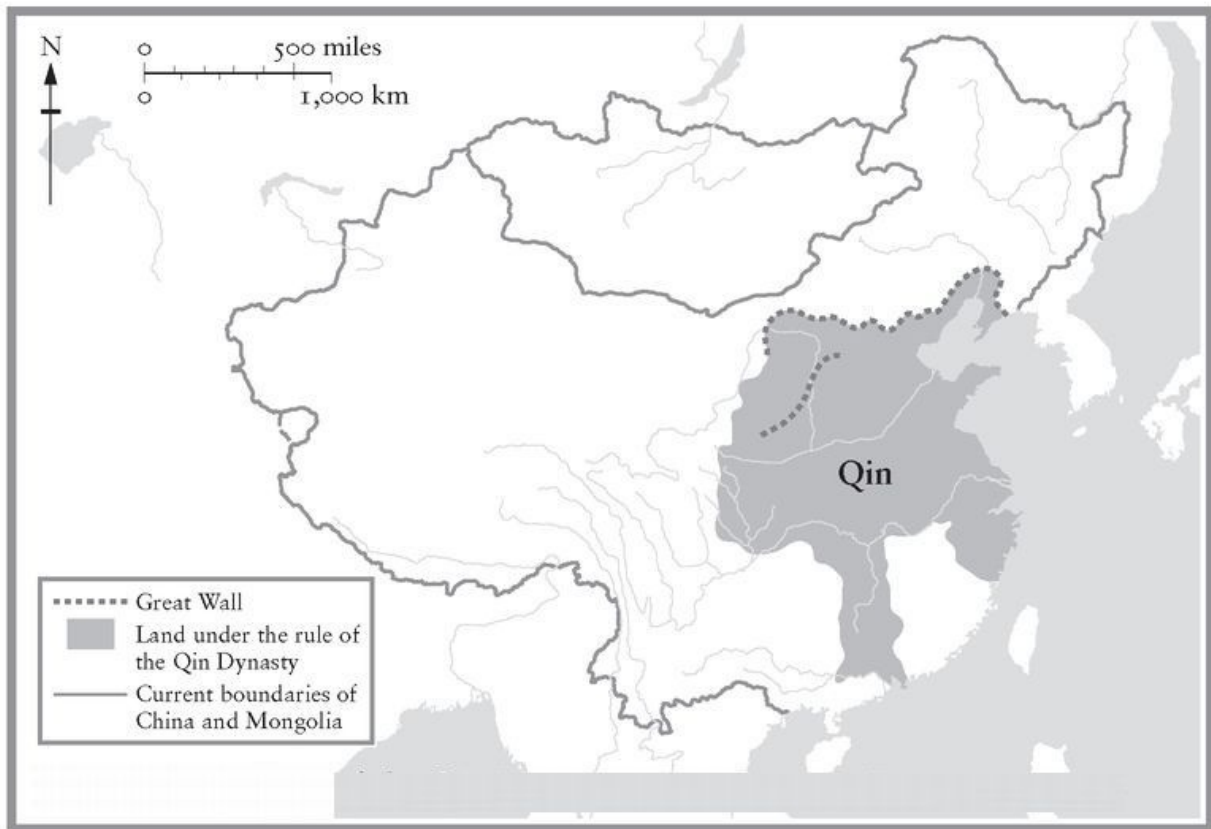 N
0 500 miles
0 1,000 km
Qin
Great Wall
Land under the rule of
the Qin Dynasty
Current boundaries of
China and Mongolia